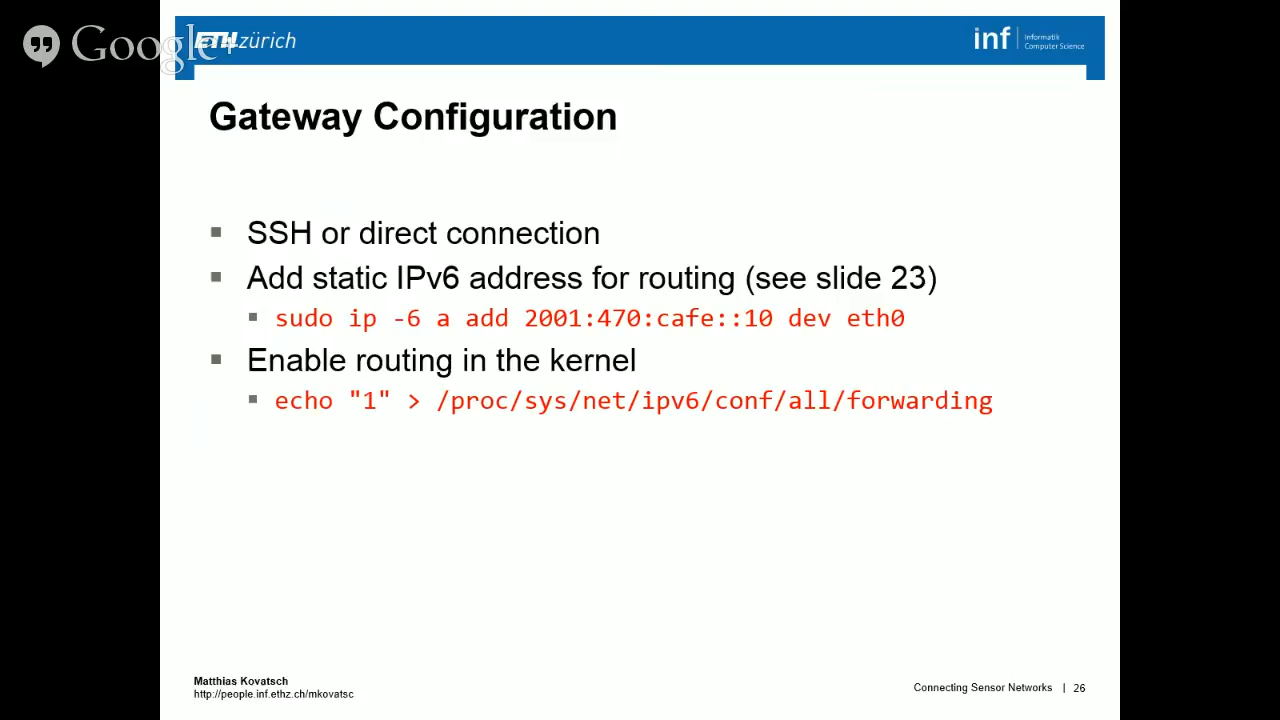 Google+
ETH zürich
inf
Informatik
Computer Science
Gateway Configuration
SSH or direct connection
Add static IPv6 address for routing (see slide 23)
sudo ip -6 a add 2001:470:cafe::10 dev eth0
Enable routing in the kernel
echo "1" > /proc/sys/net/ipv6/conf/all/forwarding
Matthias Kovatsch
http://people.inf.ethz.ch/mkovatsc
Connecting Sensor Networks | 26